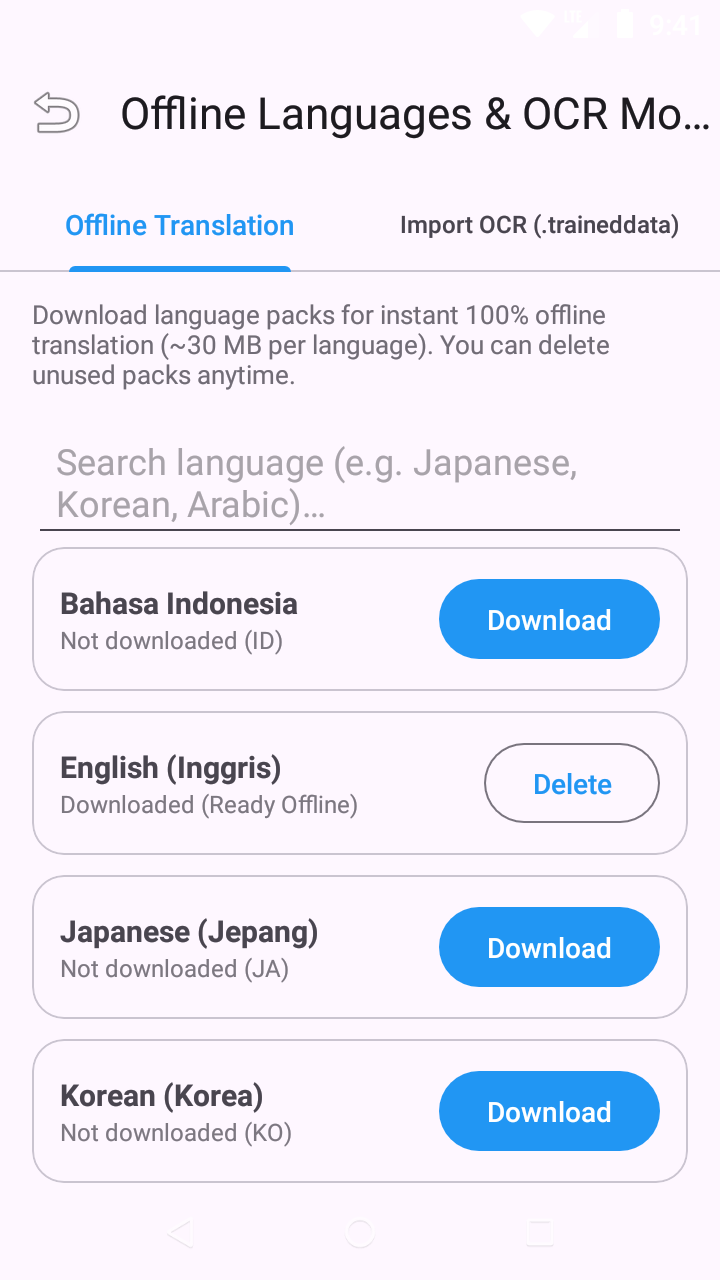 9:41
Offline Languages & OCR Mo…
Offline Translation
Import OCR (.traineddata)
Download language packs for instant 100% offline
translation (~30 MB per language). You can delete
unused packs anytime.
Search language (e.g. Japanese,
Korean, Arabic)…
Bahasa Indonesia
Not downloaded (ID)
Download
English (Inggris)
Downloaded (Ready Offline)
Delete
Japanese (Jepang)
Not downloaded (JA)
Download
Korean (Korea)
Not downloaded (KO)
Download